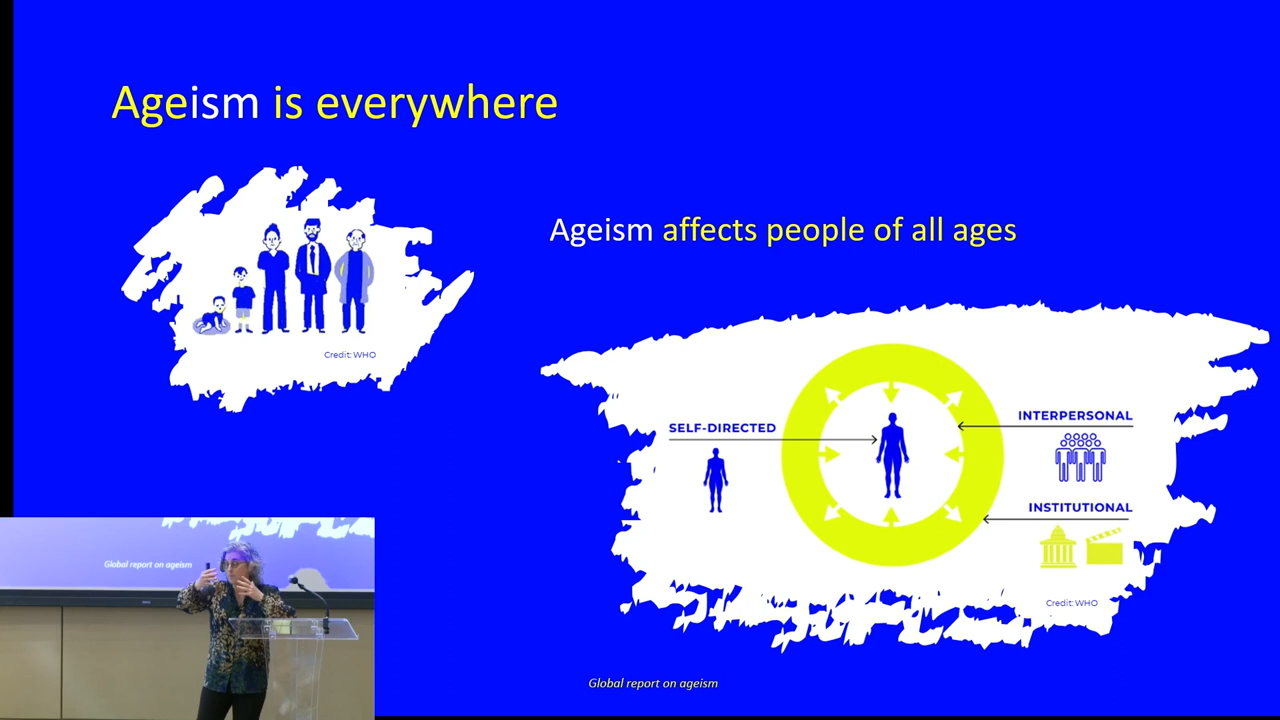 Ageism is everywhere
Ageism affects people of all ages
Credit: WHO
SELF-DIRECTED
INTERPERSONAL
INSTITUTIONAL
Credit: WHO
Global report on ageism
Global report on ageism